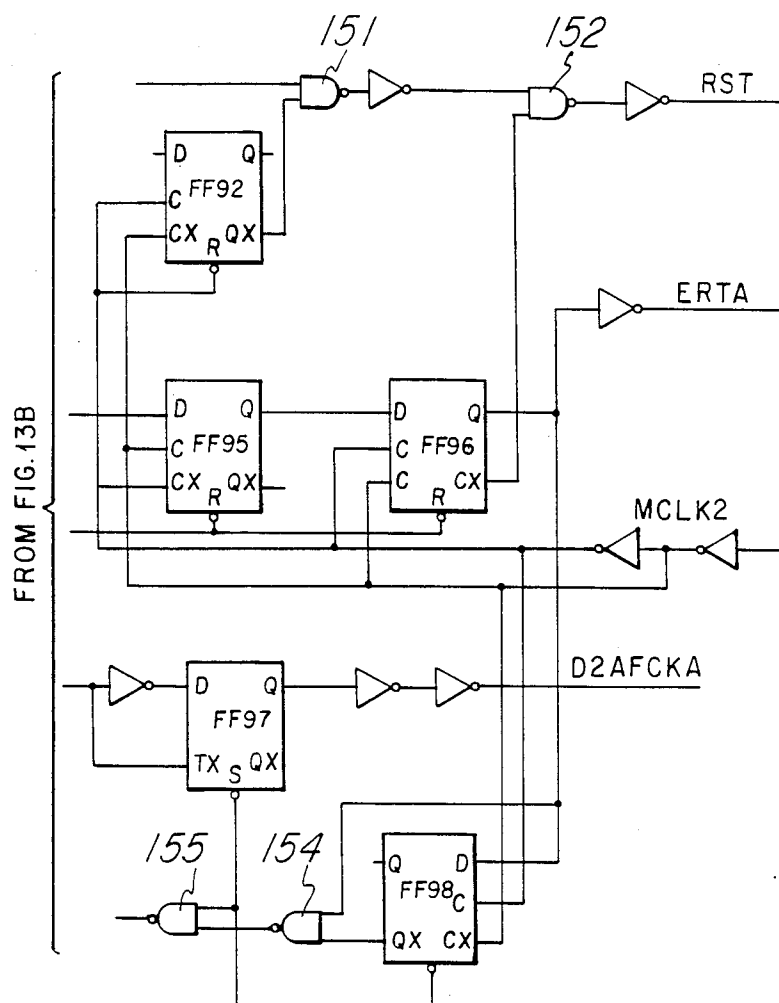 151
152
RST
D Q
FF92
C
CX QX
R
ERTA
D Q
C
FF95
CX QX
R
D Q
C
FF96
C CX
R
MCLK2
FROM FIG.13B
D2AFCKA
D Q
FF97
TX QX
S
155
154
Q D
FF98
C
QX CX